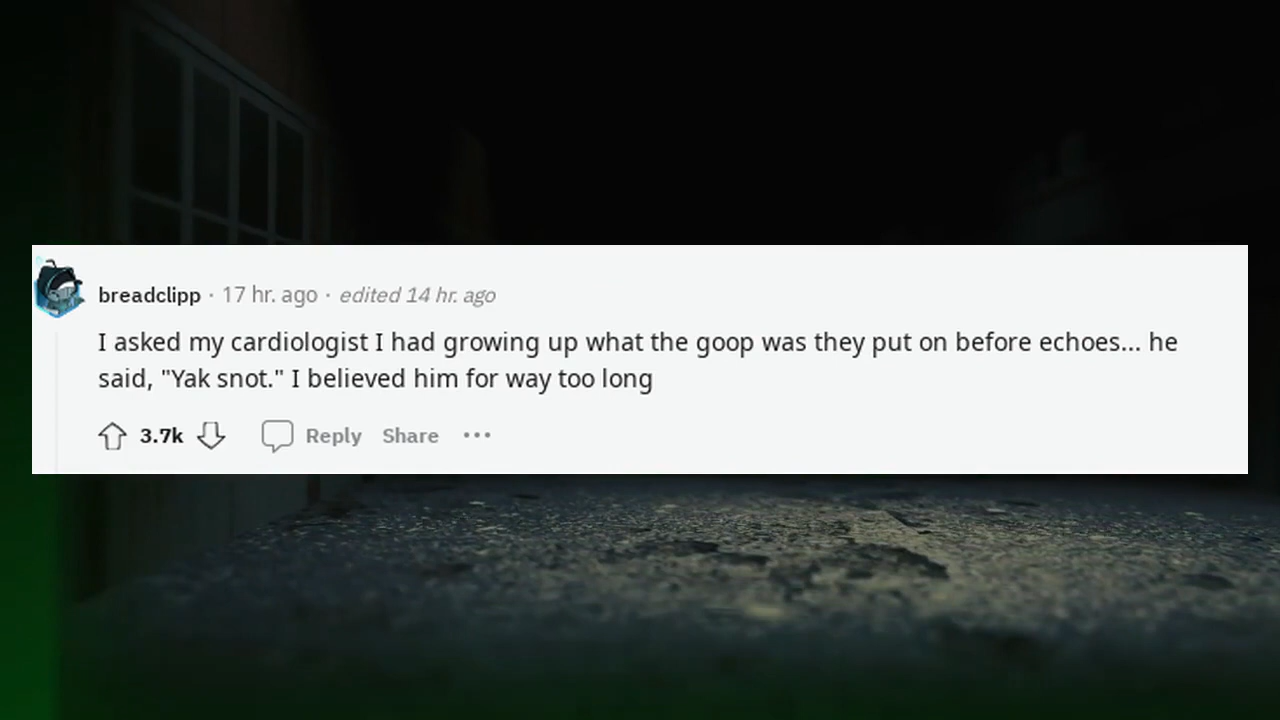 breadclipp · 17 hr. ago · edited 14 hr. ago
I asked my cardiologist I had growing up what the goop was they put on before echoes... he
said, "Yak snot." I believed him for way too long
3.7k Reply Share ···